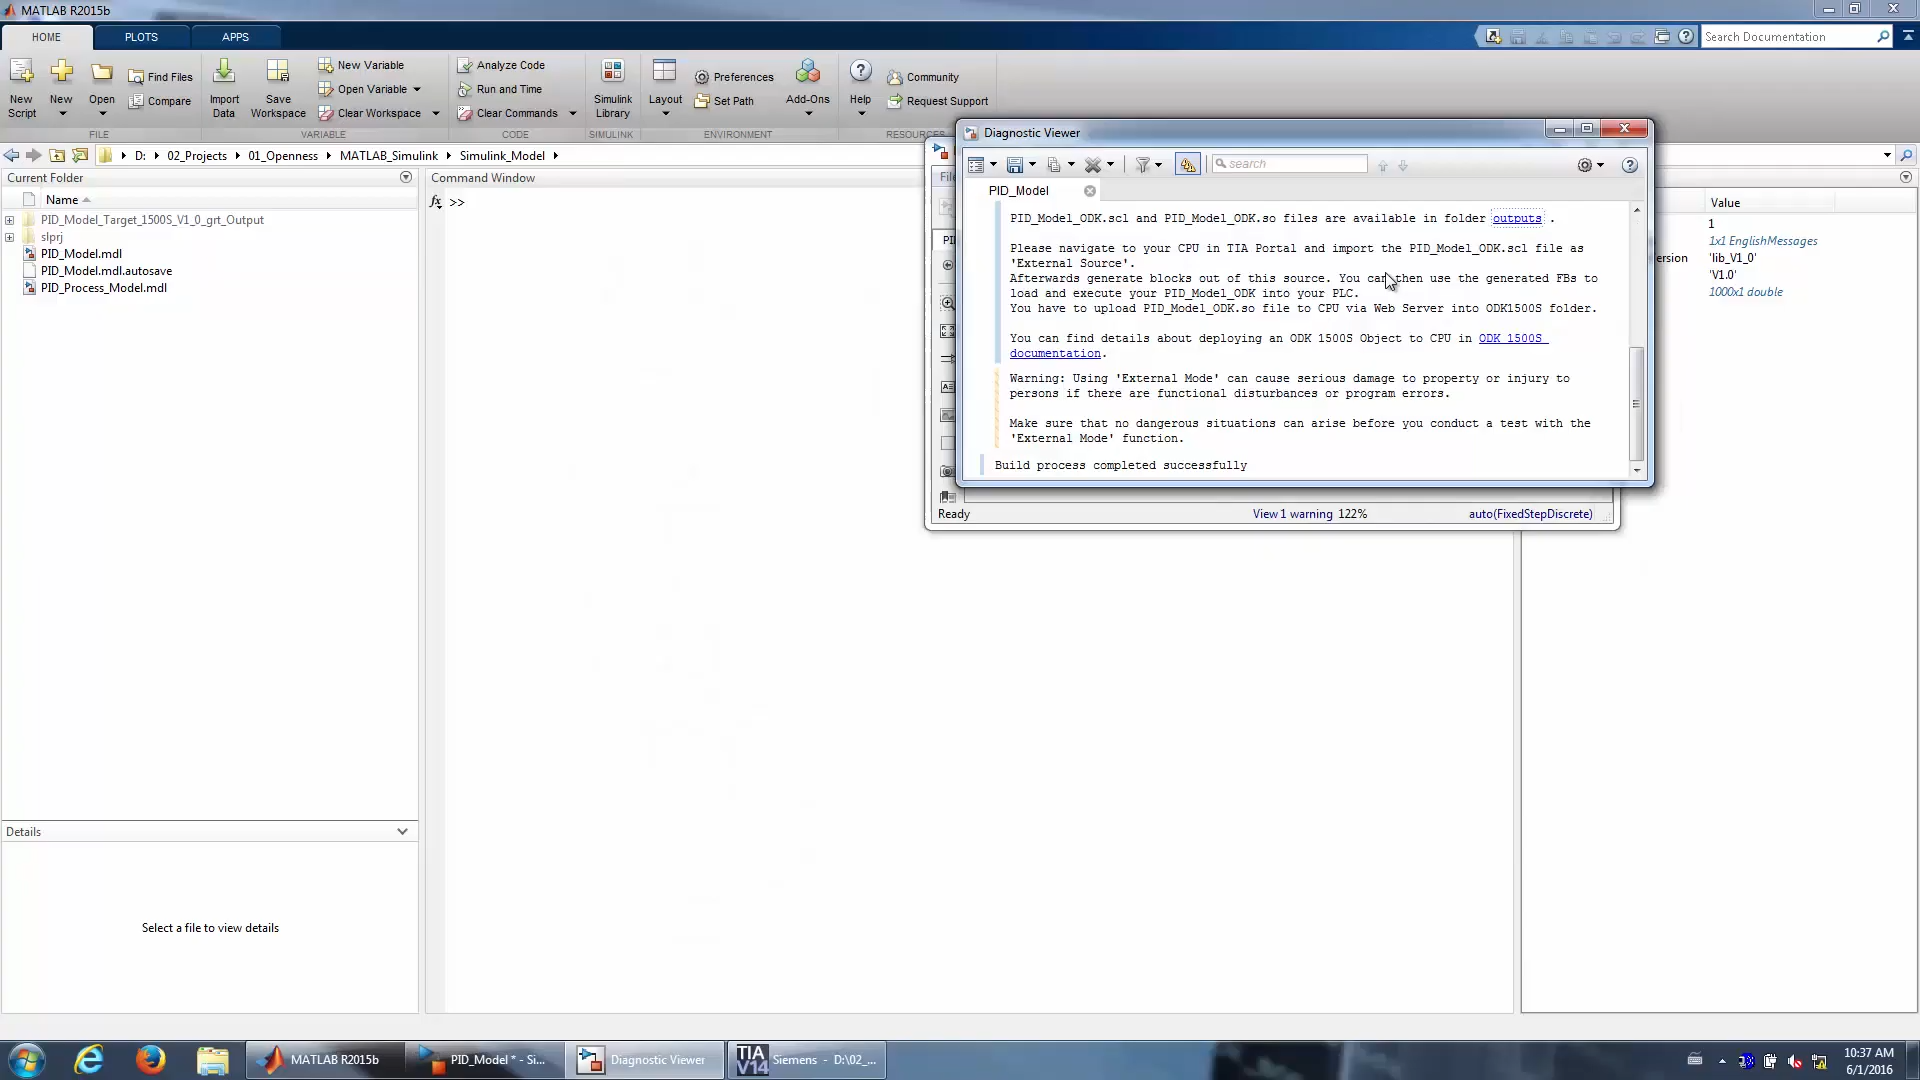 MATLAB R2015b
HOME
PLOTS
APPS
Search Documentation
New Script
New
Open
Find Files
Compare
Import Data
Save Workspace
New Variable
Open Variable
Clear Workspace
Analyze Code
Run and Time
Clear Commands
Simulink Library
Layout
Preferences
Set Path
Add-Ons
Help
Community
Request Support
FILE
VARIABLE
CODE
SIMULINK
ENVIRONMENT
RESOURCES
D: 02_Projects 01_Openness MATLAB_Simulink Simulink_Model
Current Folder
Name
PID_Model_Target_1500S_V1_0_grt_Output
slprj
PID_Model.mdl
PID_Model.mdl.autosave
PID_Process_Model.mdl
Details
Select a file to view details
Command Window
fx >>
Diagnostic Viewer
search
PID_Model
PID_Model_ODK.scl and PID_Model_ODK.so files are available in folder outputs .
Please navigate to your CPU in TIA Portal and import the PID_Model_ODK.scl file as
'External Source'.
Afterwards generate blocks out of this source. You can then use the generated FBs to
load and execute your PID_Model_ODK into your PLC.
You have to upload PID_Model_ODK.so file to CPU via Web Server into ODK1500S folder.
You can find details about deploying an ODK 1500S Object to CPU in ODK 1500S
documentation.
Warning: Using 'External Mode' can cause serious damage to property or injury to
persons if there are functional disturbances or program errors.
Make sure that no dangerous situations can arise before you conduct a test with the
'External Mode' function.
Build process completed successfully
Ready
View 1 warning
122%
auto(FixedStepDiscrete)
Value
1
1x1 EnglishMessages
ersion
'lib_V1_0'
'V1.0'
1000x1 double
MATLAB R2015b
PID_Model * - Si...
Diagnostic Viewer
TIA V14
Siemens - D:\02_...
10:37 AM
6/1/2016